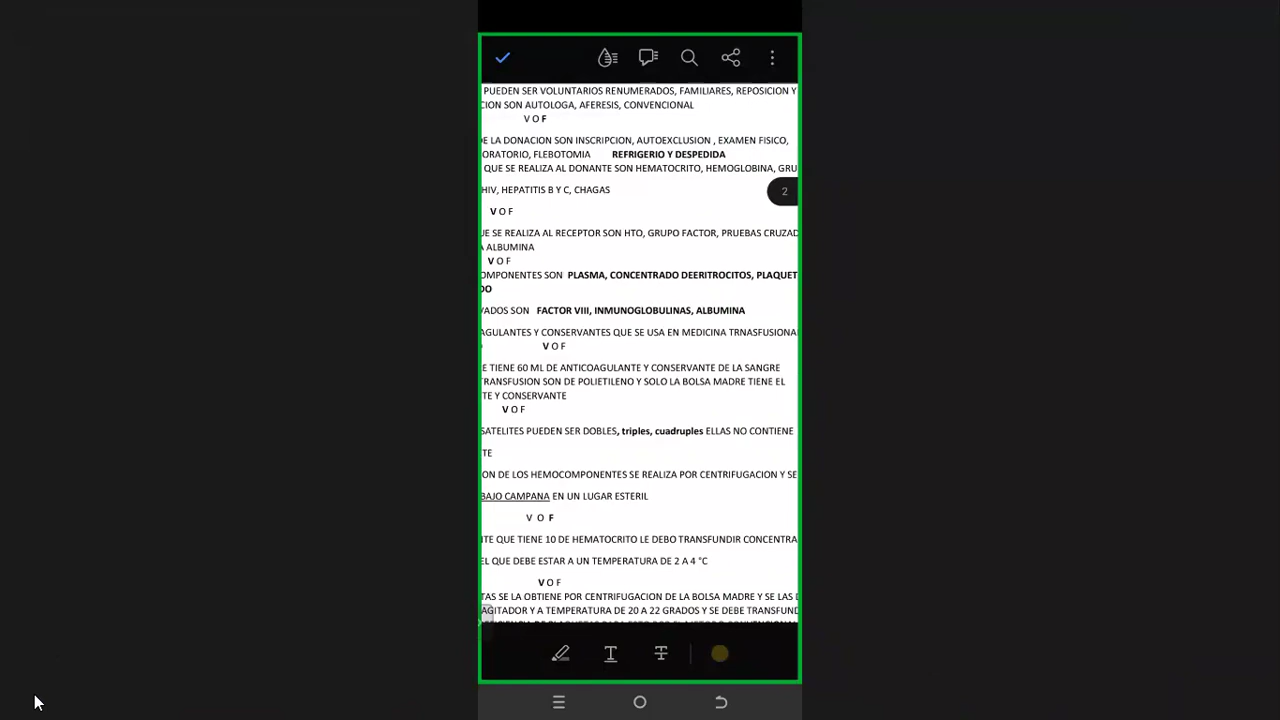 PUEDEN SER VOLUNTARIOS RENUMERADOS, FAMILIARES, REPOSICION Y
CION SON AUTOLOGA, AFERESIS, CONVENCIONAL
V O F
DE LA DONACION SON INSCRIPCION, AUTOEXCLUSION , EXAMEN FISICO,
ORATORIO, FLEBOTOMIA REFRIGERIO Y DESPEDIDA
QUE SE REALIZA AL DONANTE SON HEMATOCRITO, HEMOGLOBINA, GRU
2
HIV, HEPATITIS B Y C, CHAGAS
V O F
UE SE REALIZA AL RECEPTOR SON HTO, GRUPO FACTOR, PRUEBAS CRUZAD
A ALBUMINA
V O F
OMPONENTES SON PLASMA, CONCENTRADO DEERITROCITOS, PLAQUET
DO
VADOS SON FACTOR VIII, INMUNOGLOBULINAS, ALBUMINA
AGULANTES Y CONSERVANTES QUE SE USA EN MEDICINA TRNASFUSIONA
V O F
E TIENE 60 ML DE ANTICOAGULANTE Y CONSERVANTE DE LA SANGRE
TRANSFUSION SON DE POLIETILENO Y SOLO LA BOLSA MADRE TIENE EL
TE Y CONSERVANTE
V O F
SATELITES PUEDEN SER DOBLES, triples, cuadruples ELLAS NO CONTIENE
TE
ON DE LOS HEMOCOMPONENTES SE REALIZA POR CENTRIFUGACION Y SE
BAJO CAMPANA EN UN LUGAR ESTERIL
V O F
TE QUE TIENE 10 DE HEMATOCRITO LE DEBO TRANSFUNDIR CONCENTRA
EL QUE DEBE ESTAR A UN TEMPERATURA DE 2 A 4 °C
V O F
TAS SE LA OBTIENE POR CENTRIFUGACION DE LA BOLSA MADRE Y SE LAS D
AGITADOR Y A TEMPERATURA DE 20 A 22 GRADOS Y SE DEBE TRANSFUND